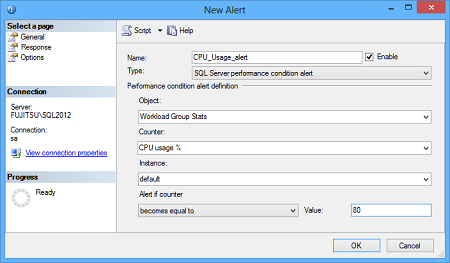 New Alert
Select a page
General
Response
Options
Script
Help
Name:
CPU_Usage_alert
Enable
Type:
SQL Server performance condition alert
Performance condition alert definition
Object:
Workload Group Stats
Counter:
CPU usage %
Instance:
default
Alert if counter
becomes equal to
Value:
80
Connection
Server:
FUJITSU\SQL2012
Connection:
sa
View connection properties
Progress
Ready
OK
Cancel